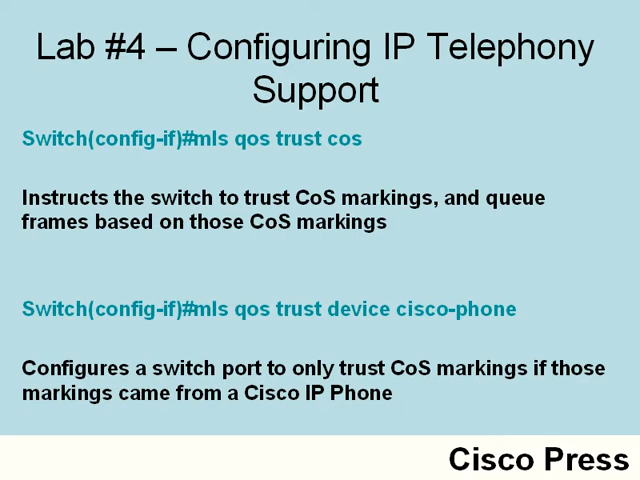 Lab #4 – Configuring IP Telephony
Support
Switch(config-if)#mls qos trust cos
Instructs the switch to trust CoS markings, and queue
frames based on those CoS markings
Switch(config-if)#mls qos trust device cisco-phone
Configures a switch port to only trust CoS markings if those
markings came from a Cisco IP Phone
Cisco Press